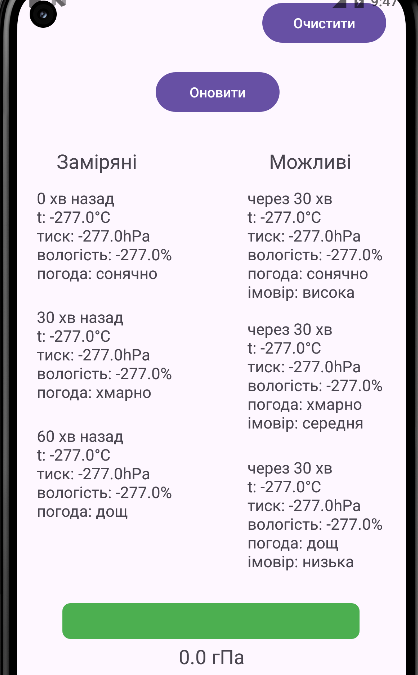 9:47
Очистити
Оновити
Заміряні
0 хв назад
t: -277.0°C
тиск: -277.0hPa
вологість: -277.0%
погода: сонячно
30 хв назад
t: -277.0°C
тиск: -277.0hPa
вологість: -277.0%
погода: хмарно
60 хв назад
t: -277.0°C
тиск: -277.0hPa
вологість: -277.0%
погода: дощ
Можливі
через 30 хв
t: -277.0°C
тиск: -277.0hPa
вологість: -277.0%
погода: сонячно
імовір: висока
через 30 хв
t: -277.0°C
тиск: -277.0hPa
вологість: -277.0%
погода: хмарно
імовір: середня
через 30 хв
t: -277.0°C
тиск: -277.0hPa
вологість: -277.0%
погода: дощ
імовір: низька
0.0 гПа